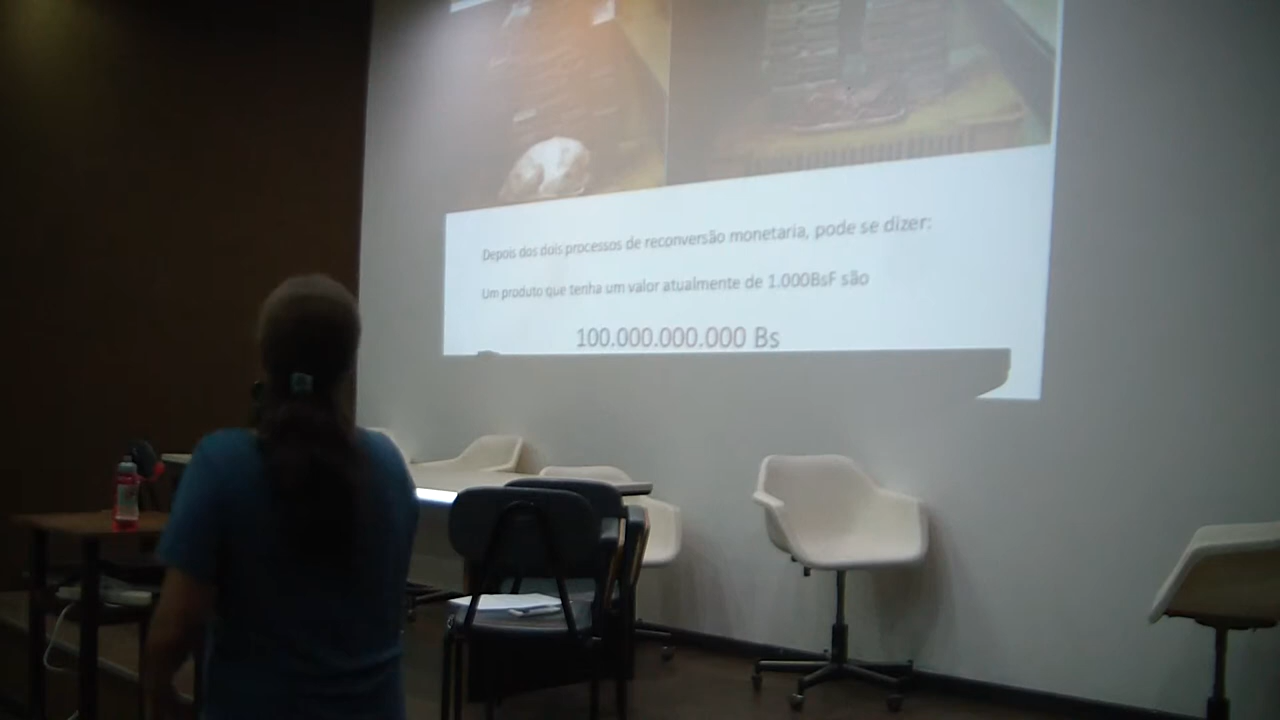 Depois dos dois processos de reconversão monetaria, pode se dizer:
Um produto que tenha um valor atualmente de 1.000BsF são
100.000.000.000 Bs